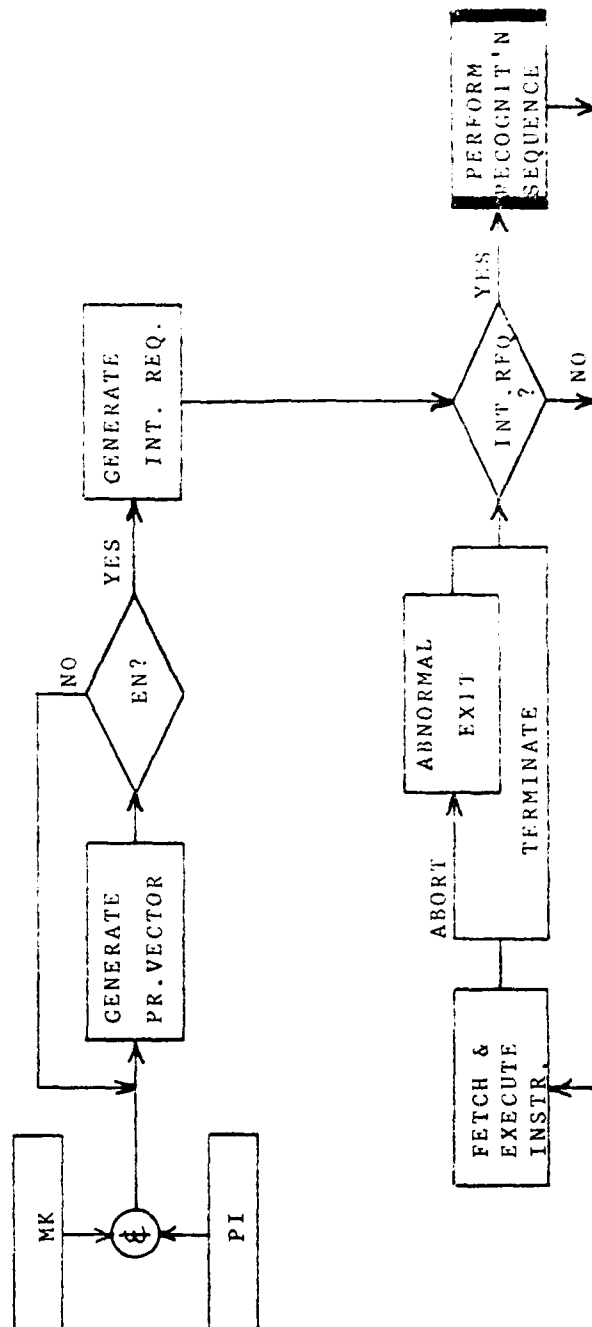 MK
&
PI
GENERATE
PR.VECTOR
EN?
NO
YES
GENERATE
INT. REQ.
FETCH &
EXECUTE
INSTR.
ABORT
ABNORMAL
EXIT
TERMINATE
INT.RFQ
?
YES
NO
PERFORM
RECOGNIT'N
SEQUENCE